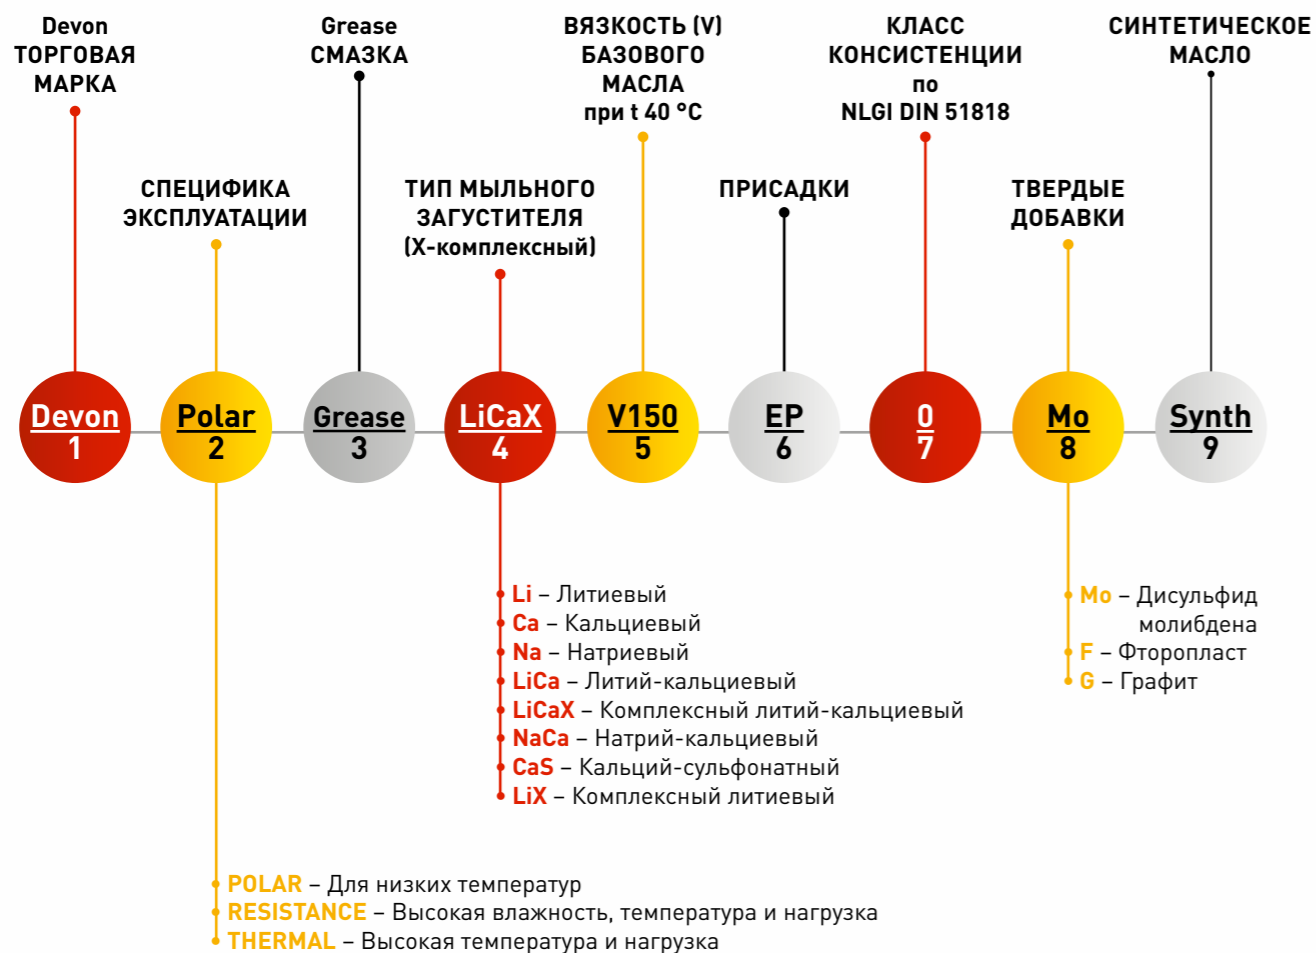 Devon
ТОРГОВАЯ
МАРКА
Grease
СМАЗКА
ВЯЗКОСТЬ (V)
БАЗОВОГО
МАСЛА
при t 40 °C
КЛАСС
КОНСИСТЕНЦИИ
по
NLGI DIN 51818
СИНТЕТИЧЕСКОЕ
МАСЛО
СПЕЦИФИКА
ЭКСПЛУАТАЦИИ
ТИП МЫЛЬНОГО
ЗАГУСТИТЕЛЯ
(Х-комплексный)
ПРИСАДКИ
ТВЕРДЫЕ
ДОБАВКИ
Devon
1
Polar
2
Grease
3
LiCaX
4
V150
5
EP
6
0
7
Mo
8
Synth
9
Li – Литиевый
Ca – Кальциевый
Na – Натриевый
LiCa – Литий-кальциевый
LiCaX – Комплексный литий-кальциевый
NaCa – Натрий-кальциевый
CaS – Кальций-сульфонатный
LiX – Комплексный литиевый
Mo – Дисульфид
молибдена
F – Фторопласт
G – Графит
POLAR – Для низких температур
RESISTANCE – Высокая влажность, температура и нагрузка
THERMAL – Высокая температура и нагрузка